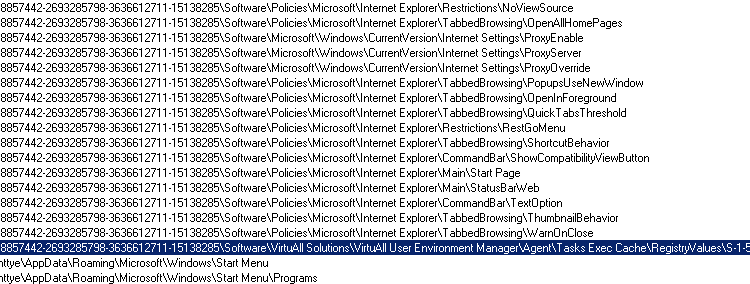 8857442-2693285798-3636612711-15138285\Software\Policies\Microsoft\Internet Explorer\Restrictions\NoViewSource
8857442-2693285798-3636612711-15138285\Software\Policies\Microsoft\Internet Explorer\TabbedBrowsing\OpenAllHomePages
8857442-2693285798-3636612711-15138285\Software\Microsoft\Windows\CurrentVersion\Internet Settings\ProxyEnable
8857442-2693285798-3636612711-15138285\Software\Microsoft\Windows\CurrentVersion\Internet Settings\ProxyServer
8857442-2693285798-3636612711-15138285\Software\Microsoft\Windows\CurrentVersion\Internet Settings\ProxyOverride
8857442-2693285798-3636612711-15138285\Software\Policies\Microsoft\Internet Explorer\TabbedBrowsing\PopupsUseNewWindow
8857442-2693285798-3636612711-15138285\Software\Policies\Microsoft\Internet Explorer\TabbedBrowsing\OpenInForeground
8857442-2693285798-3636612711-15138285\Software\Policies\Microsoft\Internet Explorer\TabbedBrowsing\QuickTabsThreshold
8857442-2693285798-3636612711-15138285\Software\Policies\Microsoft\Internet Explorer\Restrictions\RestGoMenu
8857442-2693285798-3636612711-15138285\Software\Policies\Microsoft\Internet Explorer\TabbedBrowsing\ShortcutBehavior
8857442-2693285798-3636612711-15138285\Software\Policies\Microsoft\Internet Explorer\CommandBar\ShowCompatibilityViewButton
8857442-2693285798-3636612711-15138285\Software\Policies\Microsoft\Internet Explorer\Main\Start Page
8857442-2693285798-3636612711-15138285\Software\Policies\Microsoft\Internet Explorer\Main\StatusBarWeb
8857442-2693285798-3636612711-15138285\Software\Policies\Microsoft\Internet Explorer\CommandBar\TextOption
8857442-2693285798-3636612711-15138285\Software\Policies\Microsoft\Internet Explorer\TabbedBrowsing\ThumbnailBehavior
8857442-2693285798-3636612711-15138285\Software\Policies\Microsoft\Internet Explorer\TabbedBrowsing\WarnOnClose
8857442-2693285798-3636612711-15138285\Software\VirtuAll Solutions\VirtuAll User Environment Manager\Agent\Tasks Exec Cache\RegistryValues\S-1-5
nttye\AppData\Roaming\Microsoft\Windows\Start Menu
nttye\AppData\Roaming\Microsoft\Windows\Start Menu\Programs